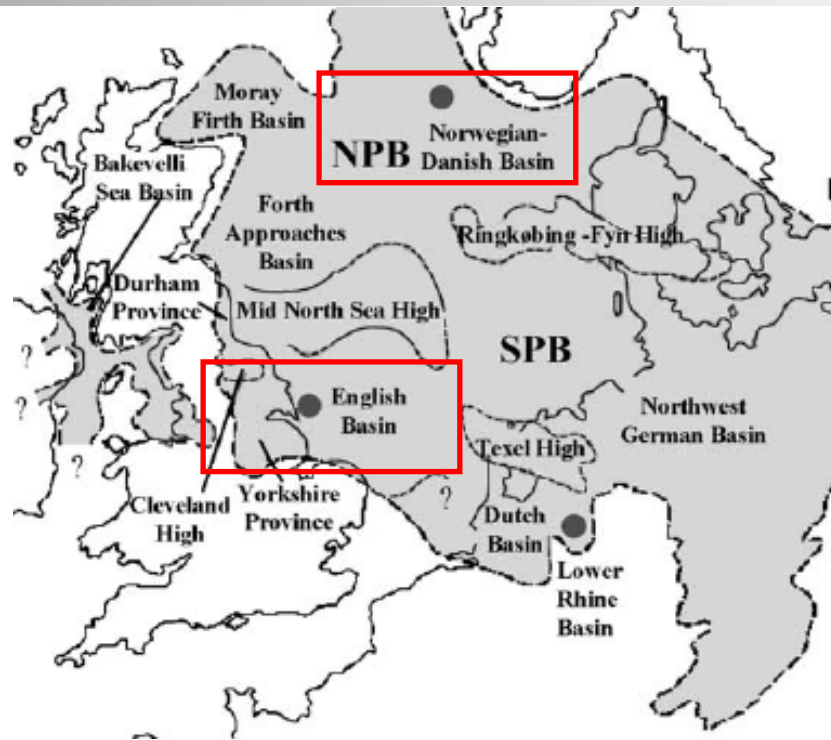 Moray
Firth Basin
NPB
Norwegian-
Danish Basin
Bakevelli
Sea Basin
Forth
Approaches
Basin
Ringkøbing -Fyn High
Durham
Province
Mid North Sea High
SPB
?
?
?
English
Basin
Northwest
German Basin
Texel High
?
Cleveland
High
Yorkshire
Province
Dutch
Basin
Lower
Rhine
Basin